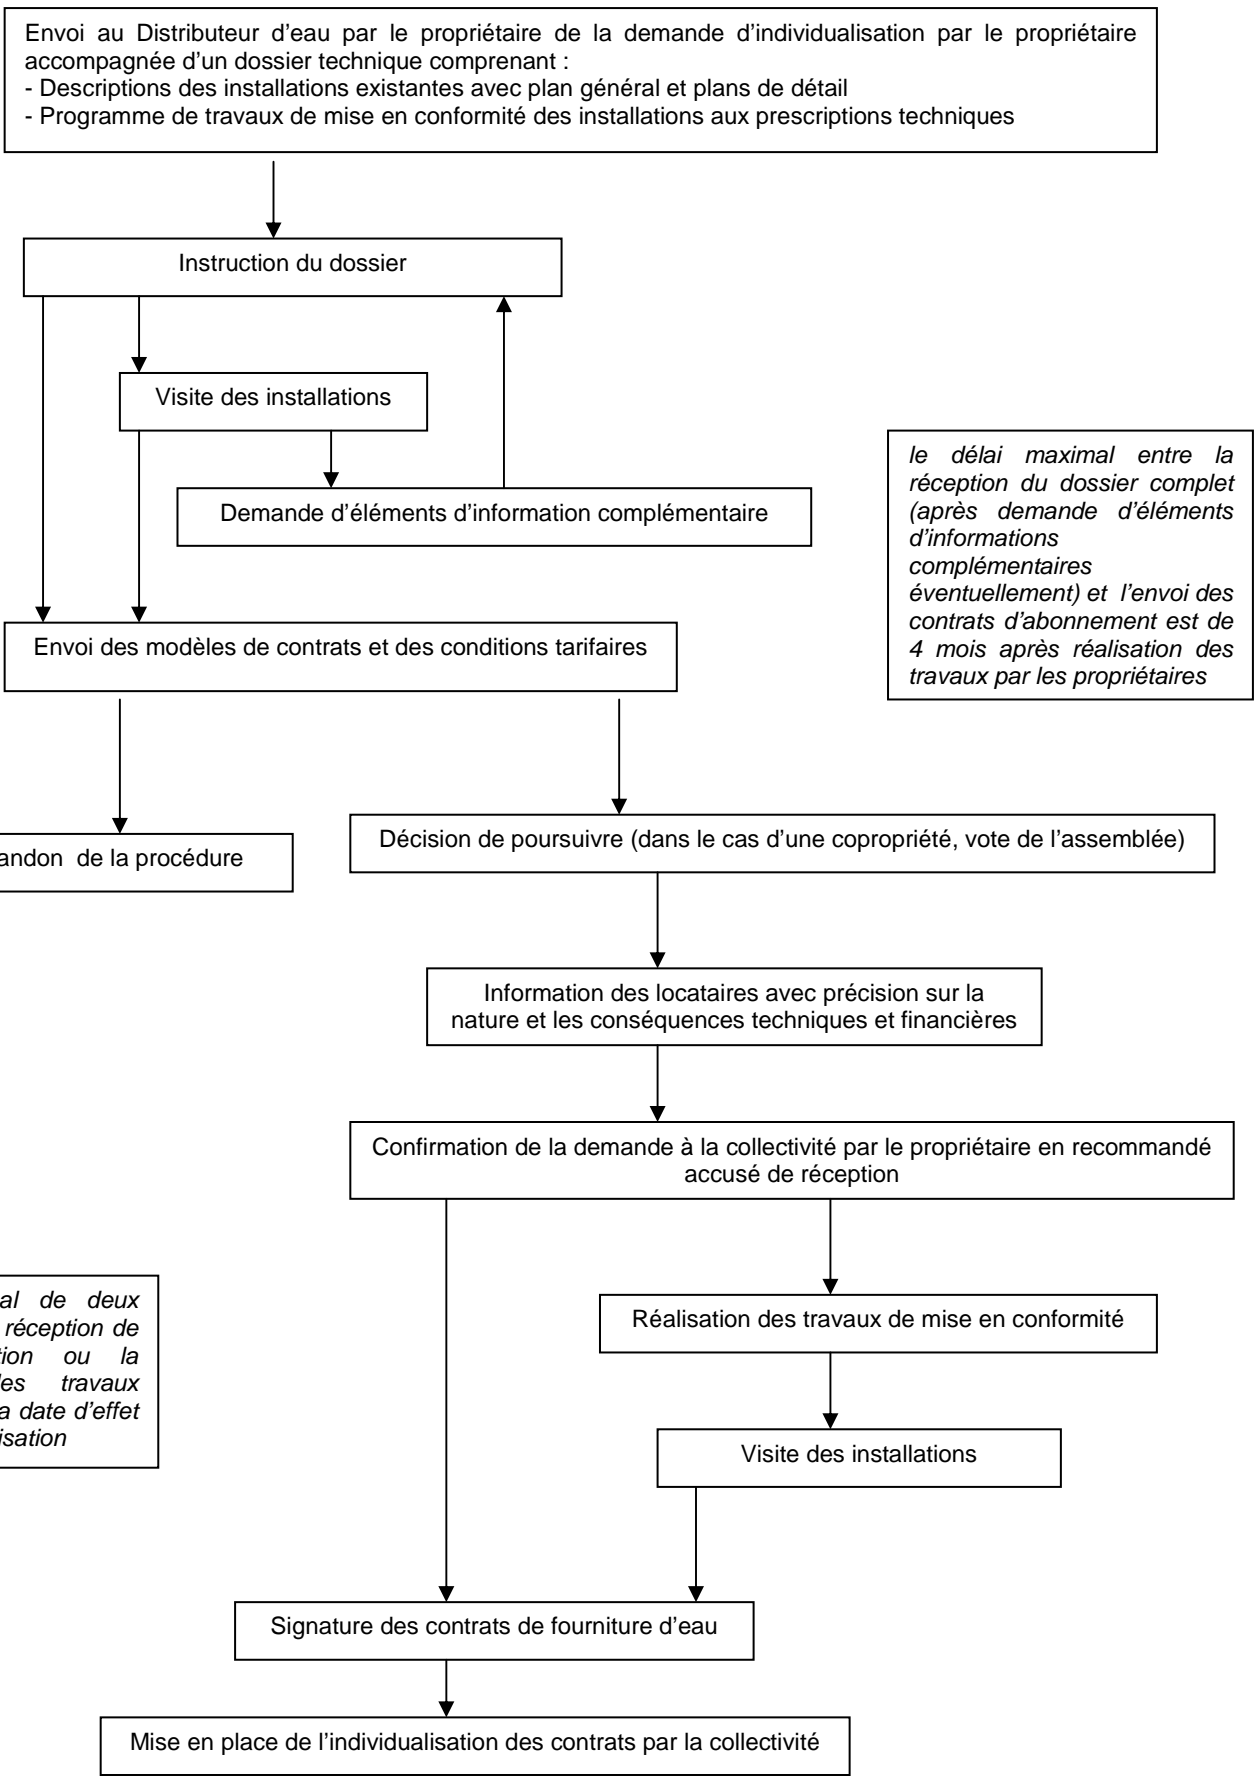 Envoi au Distributeur d'eau par le propriétaire de la demande d'individualisation par le propriétaire
accompagnée d'un dossier technique comprenant :
- Descriptions des installations existantes avec plan général et plans de détail
- Programme de travaux de mise en conformité des installations aux prescriptions techniques
Instruction du dossier
Visite des installations
Demande d'éléments d'information complémentaire
le délai maximal entre la
réception du dossier complet
(après demande d'éléments
d'informations
complémentaires
éventuellement) et l'envoi des
contrats d'abonnement est de
4 mois après réalisation des
travaux par les propriétaires
Envoi des modèles de contrats et des conditions tarifaires
Décision de poursuivre (dans le cas d'une copropriété, vote de l'assemblée)
de la procédure
Information des locataires avec précision sur la
nature et les conséquences techniques et financières
Confirmation de la demande à la collectivité par le propriétaire en recommandé
accusé de réception
de deux
réception de
ou la
travaux
date d'effet
Réalisation des travaux de mise en conformité
Visite des installations
Signature des contrats de fourniture d'eau
Mise en place de l'individualisation des contrats par la collectivité